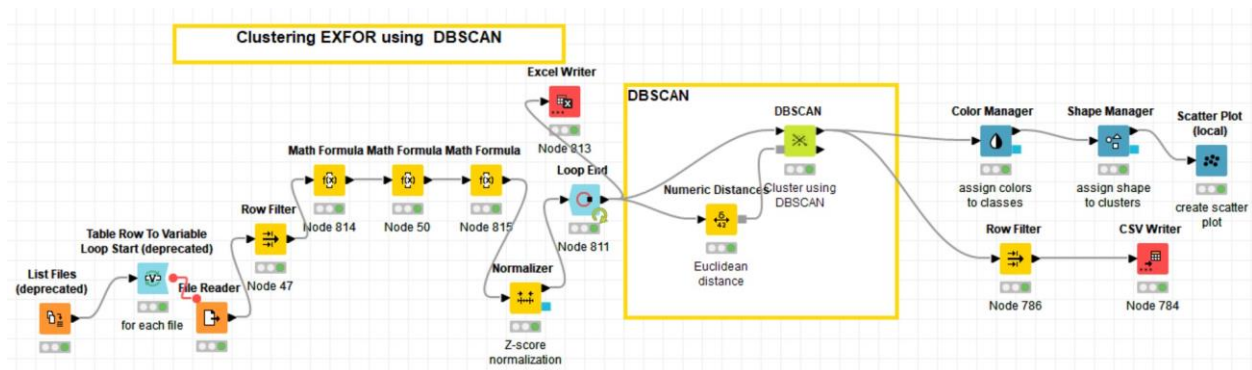 Clustering EXFOR using DBSCAN
List Files
(deprecated)
Table Row To Variable
Loop Start (deprecated)
for each file
File Reader
Row Filter
Node 47
Math Formula
Node 814
Math Formula
Node 50
Math Formula
Node 815
Normalizer
Z-score
normalization
Excel Writer
Node 813
Loop End
Node 811
DBSCAN
Numeric Distances
Euclidean
distance
DBSCAN
Cluster using
DBSCAN
Color Manager
assign colors
to classes
Shape Manager
assign shape
to clusters
Scatter Plot
(local)
create scatter
plot
Row Filter
Node 786
CSV Writer
Node 784